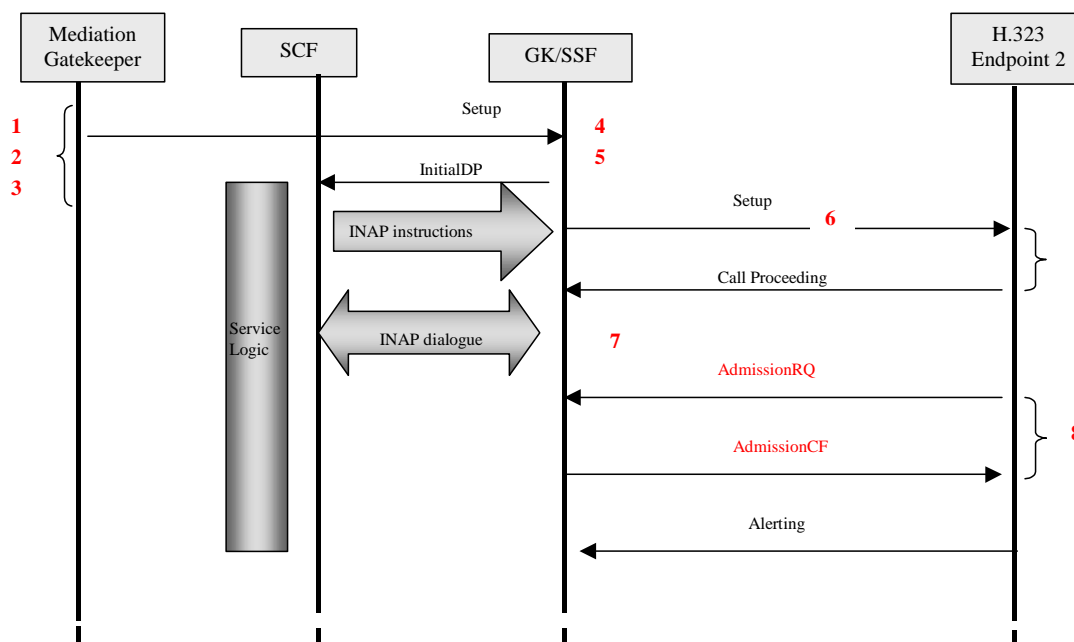 Mediation
Gatekeeper
SCF
GK/SSF
H.323
Endpoint 2
Setup
1
4
2
5
InitialDP
3
Setup
6
INAP instructions
Call Proceeding
Service
Logic
INAP dialogue
7
AdmissionRQ
8
AdmissionCF
Alerting